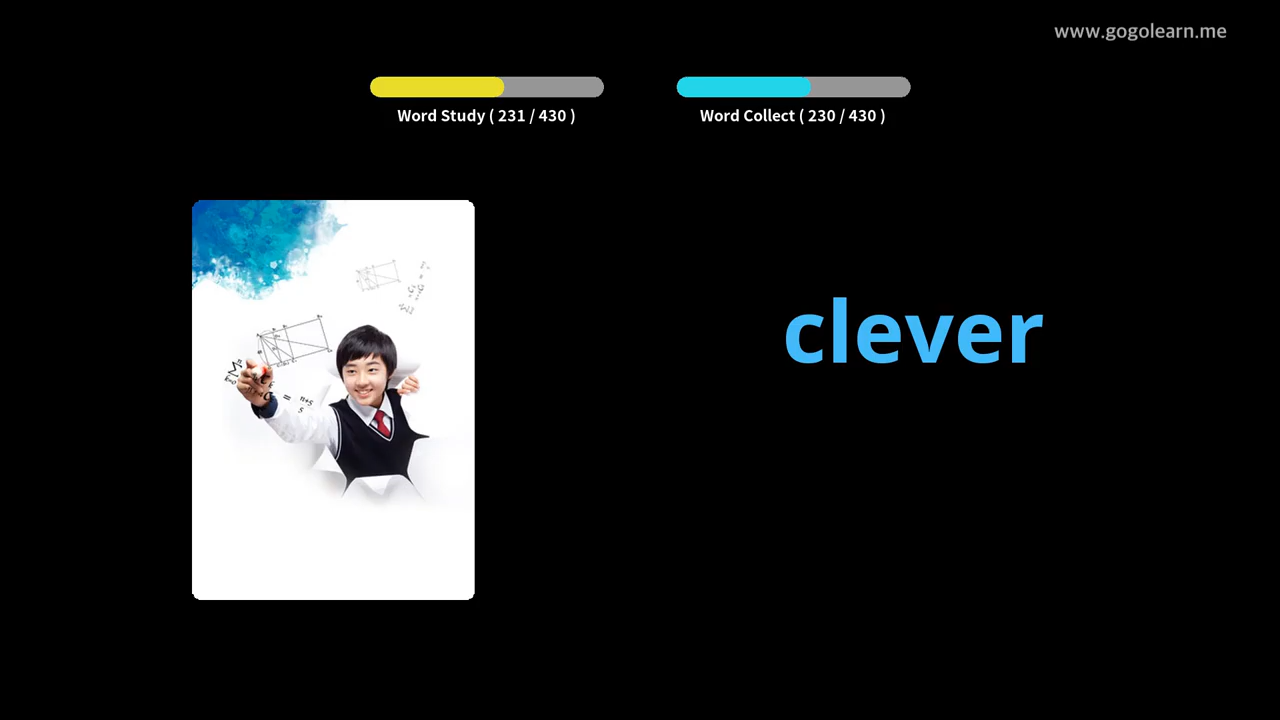 www.gogolearn.me
Word Study ( 231 / 430 )
Word Collect ( 230 / 430 )
clever
n+s
s
=